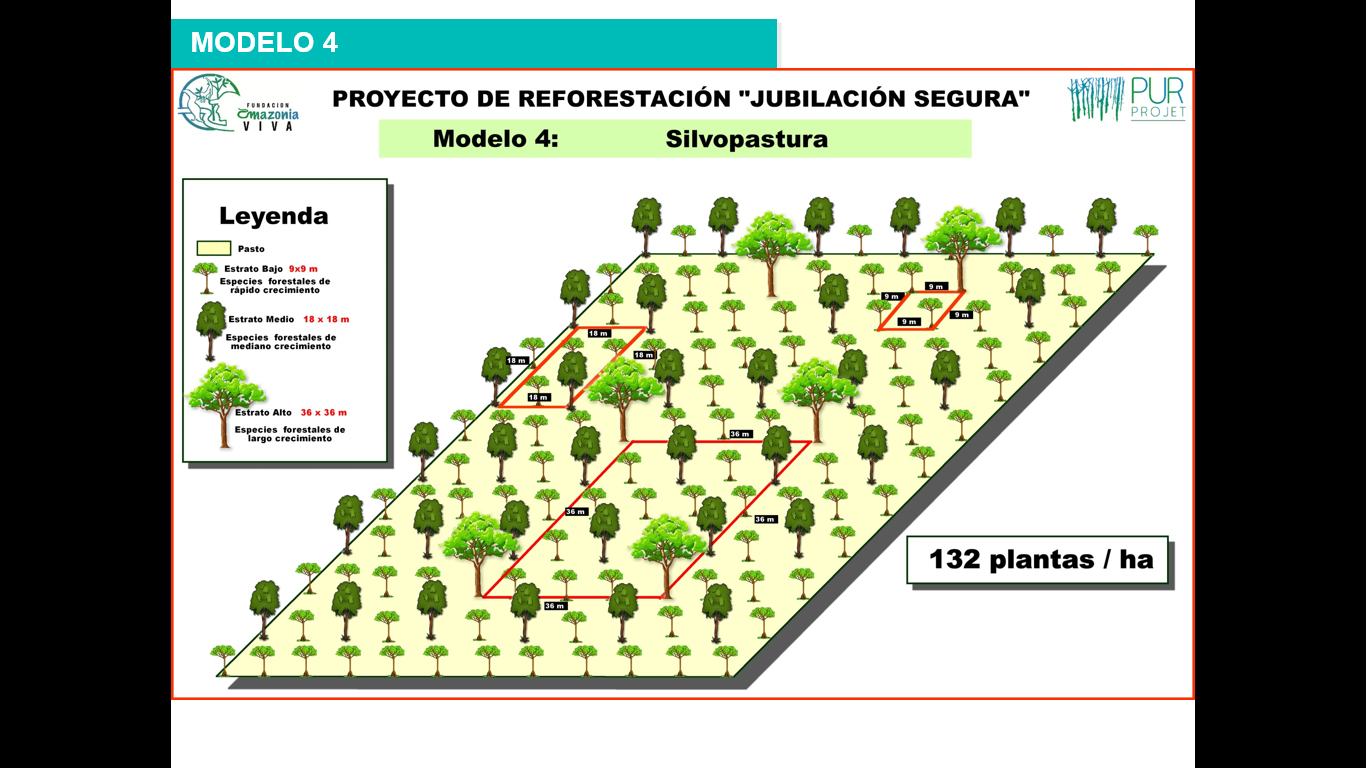 MODELO 4
FUNDACION
amazonia
VIVA
PROYECTO DE REFORESTACIÓN "JUBILACIÓN SEGURA"
PUR
PROJET
Modelo 4: Silvopastura
Leyenda
Pasto
Estrato Bajo 9x9 m
Especies forestales de
rápido crecimiento
Estrato Medio 18 x 18 m
Especies forestales de
mediano crecimiento
Estrato Alto 36 x 36 m
Especies forestales de
largo crecimiento
9 m
9 m
9 m
9 m
18 m
18 m
18 m
18 m
36 m
36 m
36 m
36 m
132 plantas / ha